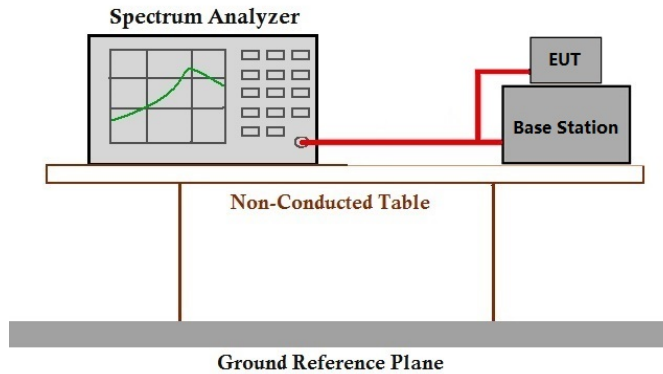 Spectrum Analyzer
EUT
Base Station
Non-Conducted Table
Ground Reference Plane